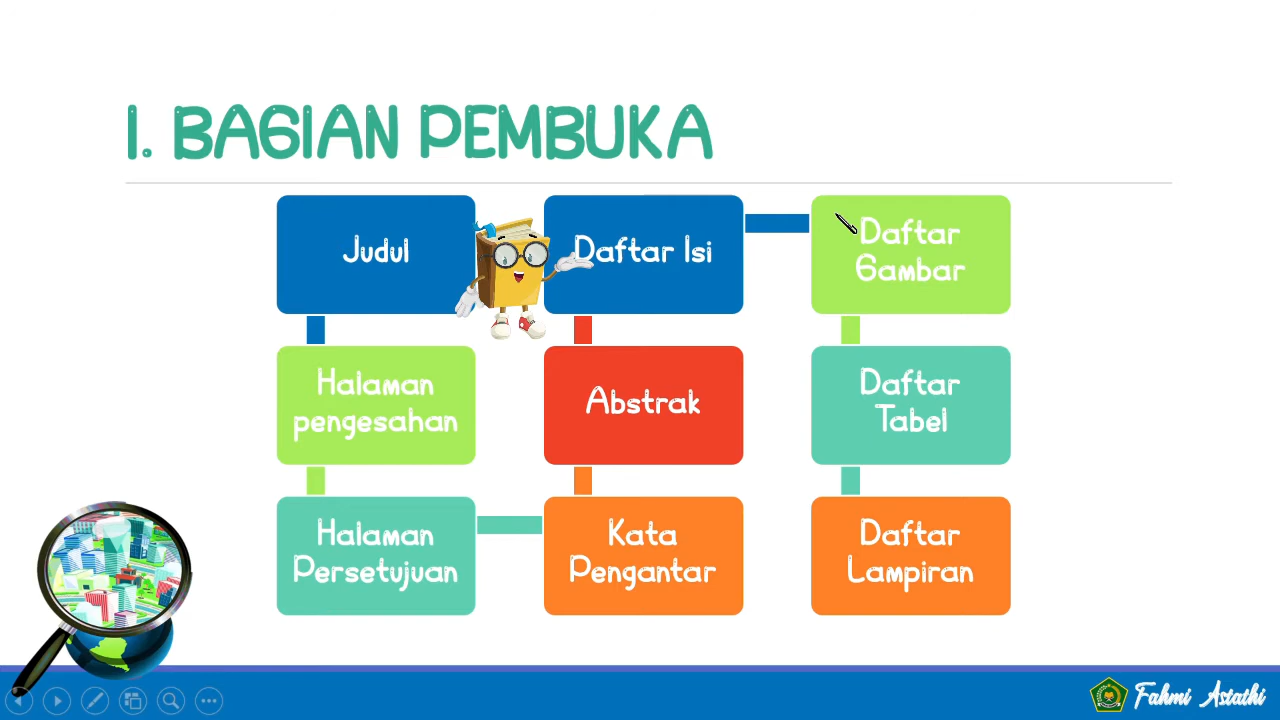 1. BAGIAN PEMBUKA
Judul
Halaman
pengesahan
Halaman
Persetujuan
Kata
Pengantar
Abstrak
Daftar Isi
Daftar
Gambar
Daftar
Tabel
Daftar
Lampiran
Fahmi Astathi